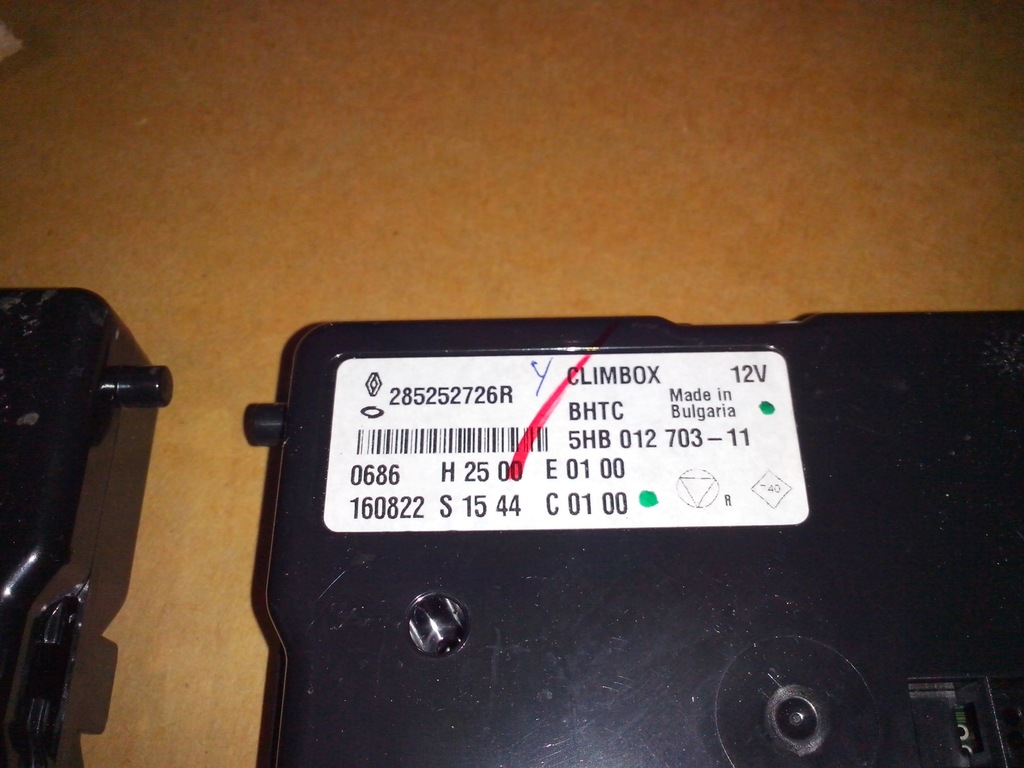 285252726R
CLIMBOX 12V
BHTC Made in Bulgaria
5HB 012 703-11
0686 H 25 00 E 01 00
160822 S 15 44 C 01 00
R
40